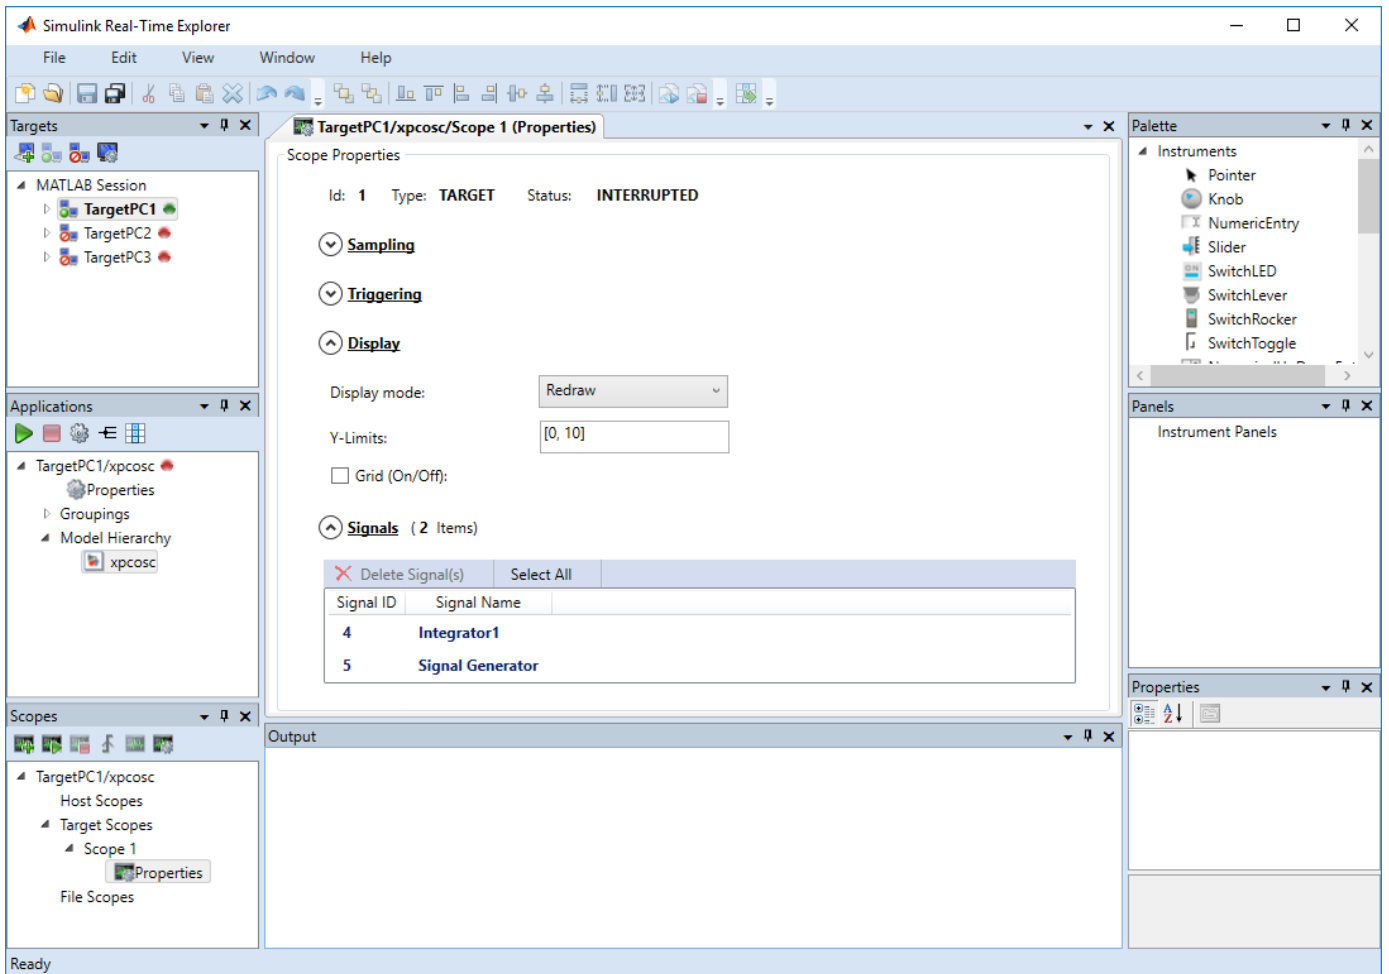 Simulink Real-Time Explorer
File Edit View Window Help
Targets
MATLAB Session
TargetPC1
TargetPC2
TargetPC3
Applications
TargetPC1/xpcosc
Properties
Groupings
Model Hierarchy
xpcosc
Scopes
TargetPC1/xpcosc
Host Scopes
Target Scopes
Scope 1
Properties
File Scopes
TargetPC1/xpcosc/Scope 1 (Properties)
Scope Properties
Id: 1 Type: TARGET Status: INTERRUPTED
Sampling
Triggering
Display
Display mode: Redraw
Y-Limits: [0, 10]
Grid (On/Off):
Signals ( 2 Items)
Delete Signal(s) Select All
Signal ID Signal Name
4 Integrator1
5 Signal Generator
Output
Palette
Instruments
Pointer
Knob
NumericEntry
Slider
ON SwitchLED
SwitchLever
SwitchRocker
SwitchToggle
Panels
Instrument Panels
Properties
Ready